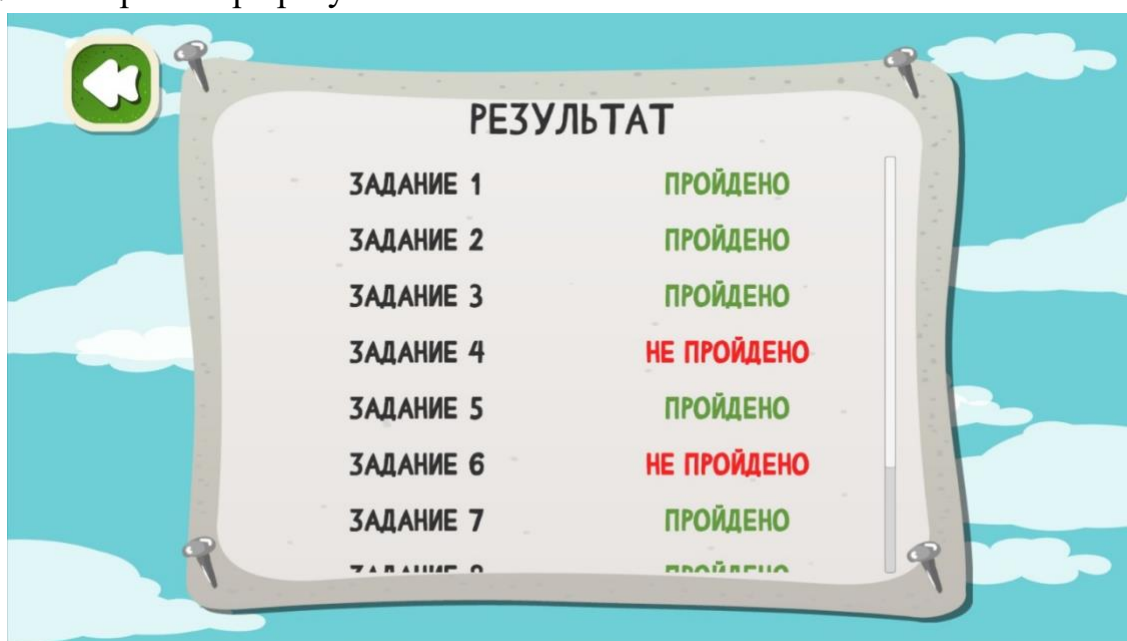 РЕЗУЛЬТАТ
ЗАДАНИЕ 1 ПРОЙДЕНО
ЗАДАНИЕ 2 ПРОЙДЕНО
ЗАДАНИЕ 3 ПРОЙДЕНО
ЗАДАНИЕ 4 НЕ ПРОЙДЕНО
ЗАДАНИЕ 5 ПРОЙДЕНО
ЗАДАНИЕ 6 НЕ ПРОЙДЕНО
ЗАДАНИЕ 7 ПРОЙДЕНО